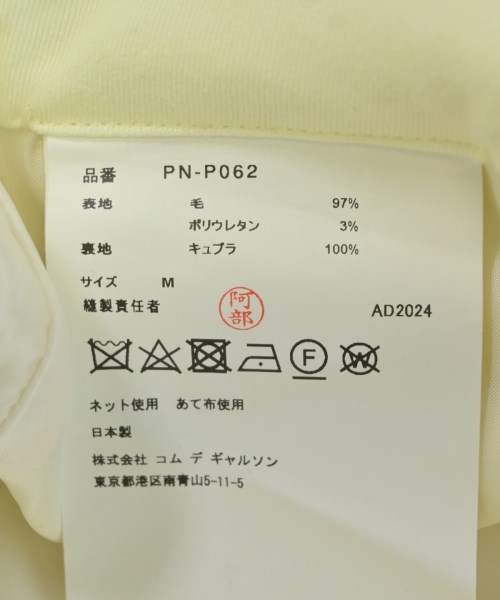 品番 PN-P062
表地 毛 97%
ポリウレタン 3%
裏地 キュプラ 100%
サイズ M
縫製責任者 阿部 AD2024
F W
ネット使用 あて布使用
日本製
株式会社 コム デ ギャルソン
東京都港区南青山5-11-5